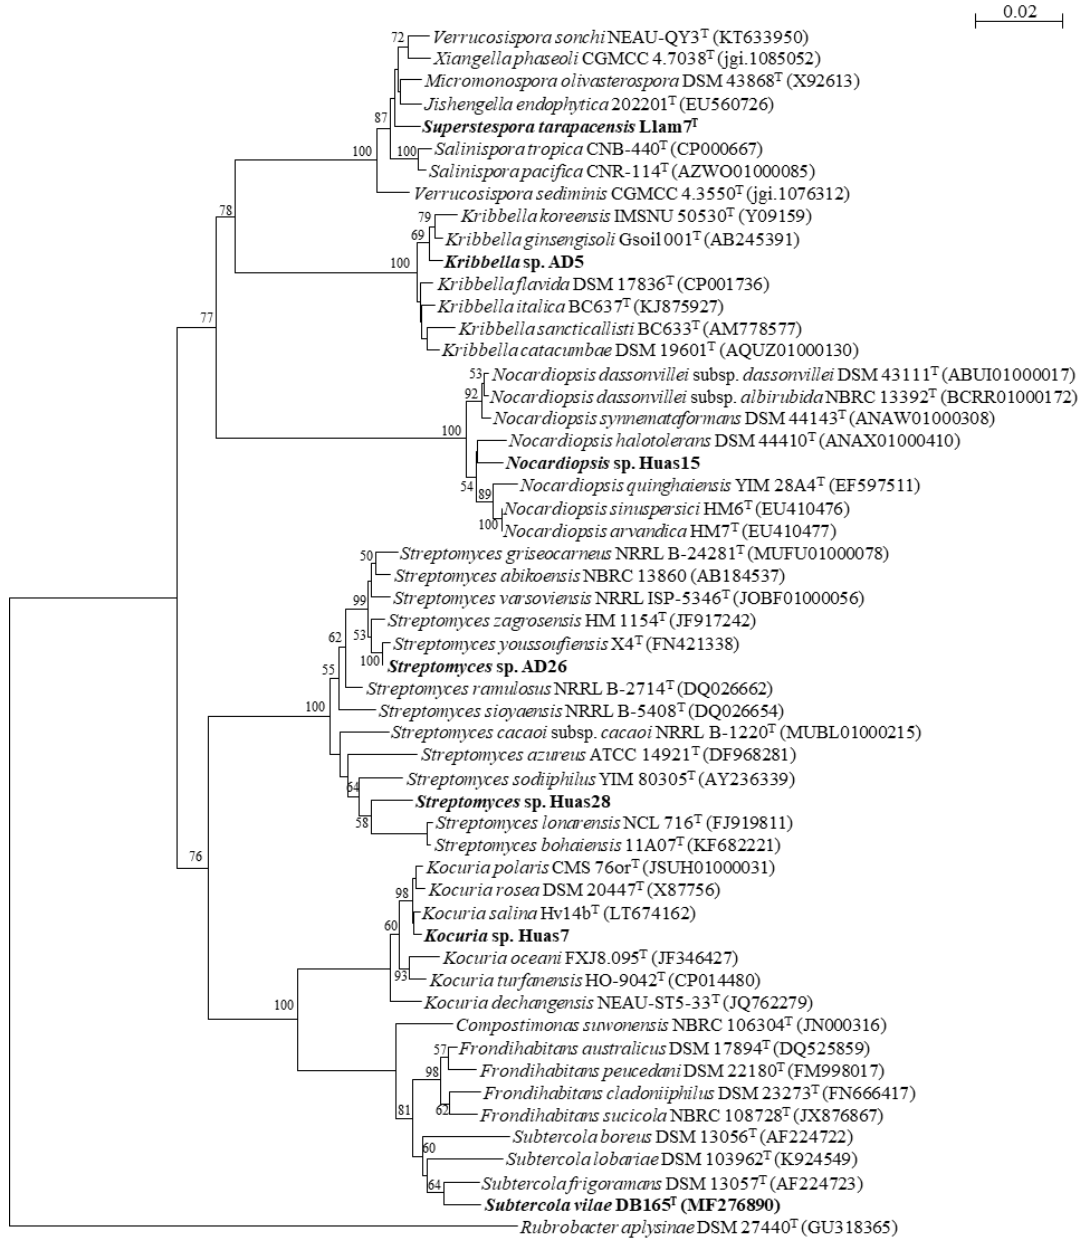 0.02
72
Verrucosispora sonchi NEAU-QY3ᵀ (KT633950)
Xiangella phaseoli CGMCC 4.7038ᵀ (jgi.1085052)
Micromonospora olivasterospora DSM 43868ᵀ (X92613)
Jishengella endophytica 202201ᵀ (EU560726)
87
Superstespora tarapacensis Llam7ᵀ
100
100
Salinispora tropica CNB-440ᵀ (CP000667)
Salinispora pacifica CNR-114ᵀ (AZWO01000085)
Verrucosispora sediminis CGMCC 4.3550ᵀ (jgi.1076312)
78
79
Kribbella koreensis IMSNU 50530ᵀ (Y09159)
69
Kribbella ginsengisoli Gsoil 001ᵀ (AB245391)
100
Kribbella sp. AD5
Kribbella flavida DSM 17836ᵀ (CP001736)
Kribbella italica BC637ᵀ (KJ875927)
77
Kribbella sancticallisti BC633ᵀ (AM778577)
Kribbella catacumbae DSM 19601ᵀ (AQUZ01000130)
53
Nocardiopsis dassonvillei subsp. dassonvillei DSM 43111ᵀ (ABUI01000017)
92
Nocardiopsis dassonvillei subsp. albirubida NBRC 13392ᵀ (BCRR01000172)
Nocardiopsis synnemataformans DSM 44143ᵀ (ANAW01000308)
100
Nocardiopsis halotolerans DSM 44410ᵀ (ANAX01000410)
Nocardiopsis sp. Huas15
54
89
Nocardiopsis quinghaiensis YIM 28A4ᵀ (EF597511)
Nocardiopsis sinuspersici HM6ᵀ (EU410476)
100
Nocardiopsis arvandica HM7ᵀ (EU410477)
50
Streptomyces griseocarneus NRRL B-24281ᵀ (MUFU01000078)
Streptomyces abikoensis NBRC 13860 (AB184537)
99
Streptomyces varsoviensis NRRL ISP-5346ᵀ (JOBF01000056)
Streptomyces zagrosensis HM 1154ᵀ (JF917242)
62
53
Streptomyces youssoufiensis X4ᵀ (FN421338)
100
Streptomyces sp. AD26
55
Streptomyces ramulosus NRRL B-2714ᵀ (DQ026662)
100
Streptomyces sioyaensis NRRL B-5408ᵀ (DQ026654)
Streptomyces cacaoi subsp. cacaoi NRRL B-1220ᵀ (MUBL01000215)
Streptomyces azureus ATCC 14921ᵀ (DF968281)
Streptomyces sodiiphilus YIM 80305ᵀ (AY236339)
64
Streptomyces sp. Huas28
58
Streptomyces lonarensis NCL 716ᵀ (FJ919811)
Streptomyces bohaiensis 11A07ᵀ (KF682221)
76
Kocuria polaris CMS 76orᵀ (JSUH01000031)
98
Kocuria rosea DSM 20447ᵀ (X87756)
Kocuria salina Hv14bᵀ (LT674162)
60
Kocuria sp. Huas7
Kocuria oceani FXJ8.095ᵀ (JF346427)
93
Kocuria turfanensis HO-9042ᵀ (CP014480)
100
Kocuria dechangensis NEAU-ST5-33ᵀ (JQ762279)
Compostimonas suwonensis NBRC 106304ᵀ (JN000316)
57
Frondihabitans australicus DSM 17894ᵀ (DQ525859)
98
Frondihabitans peucedani DSM 22180ᵀ (FM998017)
Frondihabitans cladoniiphilus DSM 23273ᵀ (FN666417)
81
62
Frondihabitans sucicola NBRC 108728ᵀ (JX876867)
Subtercola boreus DSM 13056ᵀ (AF224722)
60
Subtercola lobariae DSM 103962ᵀ (K924549)
64
Subtercola frigoramans DSM 13057ᵀ (AF224723)
Subtercola vilae DB165ᵀ (MF276890)
Rubrobacter aplysinae DSM 27440ᵀ (GU318365)